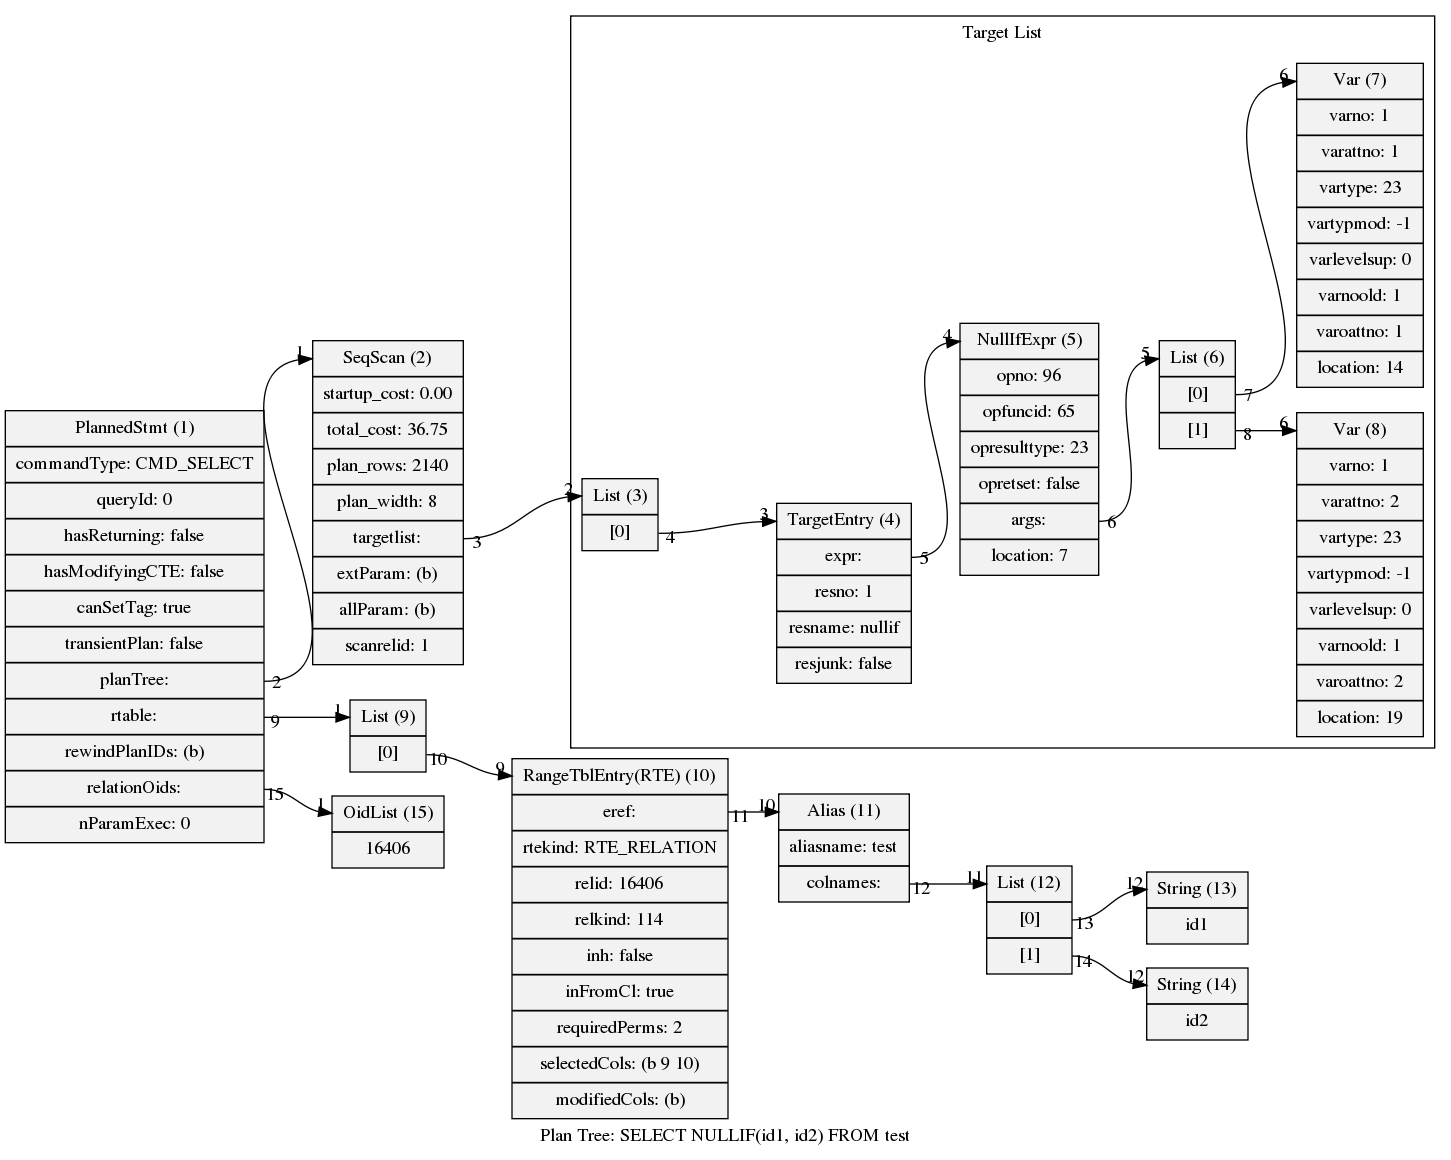 Target List
PlannedStmt (1)
commandType: CMD_SELECT
queryId: 0
hasReturning: false
hasModifyingCTE: false
canSetTag: true
transientPlan: false
planTree:
rtable:
rewindPlanIDs: (b)
relationOids:
nParamExec: 0
1
2
SeqScan (2)
startup_cost: 0.00
total_cost: 36.75
plan_rows: 2140
plan_width: 8
targetlist:
extParam: (b)
allParam: (b)
scanrelid: 1
2
3
List (3)
[0]
3
4
TargetEntry (4)
expr:
resno: 1
resname: nullif
resjunk: false
4
5
NullIfExpr (5)
opno: 96
opfuncid: 65
opresulttype: 23
opretset: false
args:
location: 7
5
6
List (6)
[0]
[1]
6
7
Var (7)
varno: 1
varattno: 1
vartype: 23
vartypmod: -1
varlevelsup: 0
varnoold: 1
varoattno: 1
location: 14
6
8
Var (8)
varno: 1
varattno: 2
vartype: 23
vartypmod: -1
varlevelsup: 0
varnoold: 1
varoattno: 2
location: 19
1
9
List (9)
[0]
9
10
RangeTblEntry(RTE) (10)
eref:
rtekind: RTE_RELATION
relid: 16406
relkind: 114
inh: false
inFromCl: true
requiredPerms: 2
selectedCols: (b 9 10)
modifiedCols: (b)
10
11
Alias (11)
aliasname: test
colnames:
11
12
List (12)
[0]
[1]
12
13
String (13)
id1
12
14
String (14)
id2
1
15
OidList (15)
16406
Plan Tree: SELECT NULLIF(id1, id2) FROM test